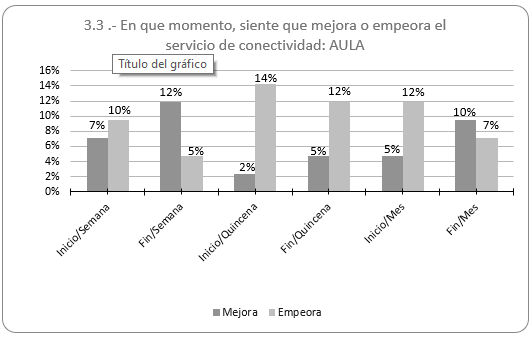 3.3 .- En que momento, siente que mejora o empeora el
servicio de conectividad: AULA
Título del gráfico
16%
14%
12%
10%
8%
6%
4%
2%
0%
7%
10%
12%
5%
2%
14%
5%
12%
5%
12%
10%
7%
Inicio/Semana
Fin/Semana
Inicio/Quincena
Fin/Quincena
Inicio/Mes
Fin/Mes
Mejora
Empeora